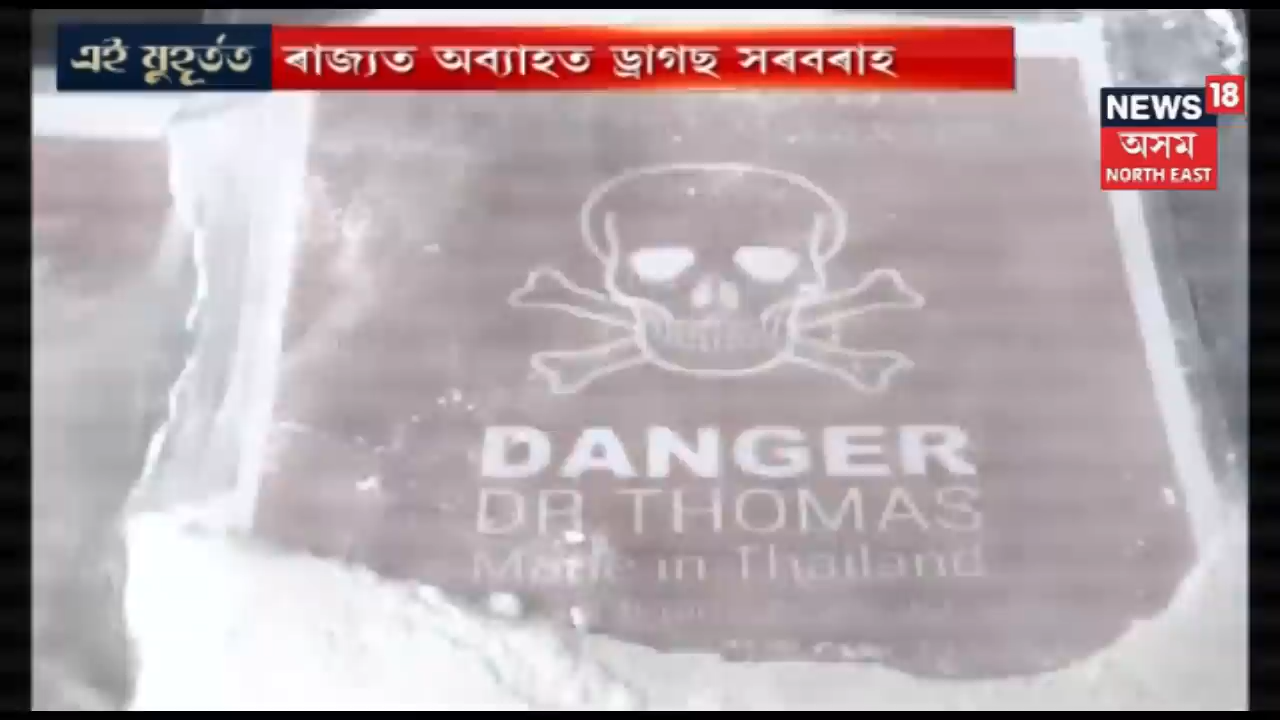 এই মুহূৰ্তত
ৰাজ্যত অব্যাহত ড্ৰাগছ সৰবৰাহ
NEWS 18
অসম
NORTH EAST
DANGER
DR THOMAS
Made in Thailand